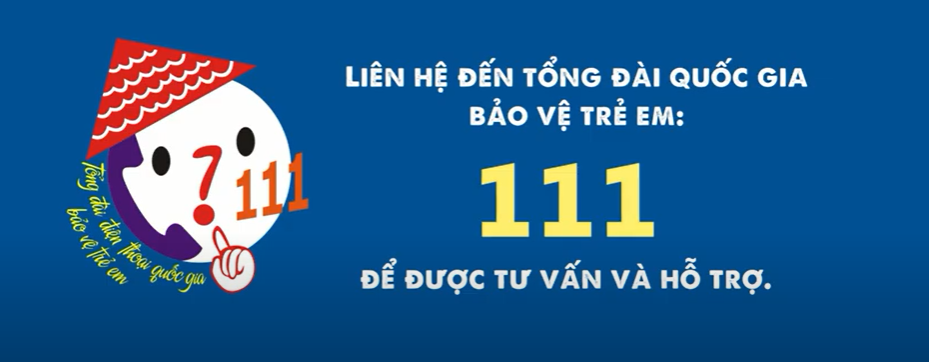 LIÊN HỆ ĐẾN TỔNG ĐÀI QUỐC GIA
BẢO VỆ TRẺ EM:
111
ĐỂ ĐƯỢC TƯ VẤN VÀ HỖ TRỢ.
?
111
Tổng đài điện thoại quốc gia
bảo vệ trẻ em